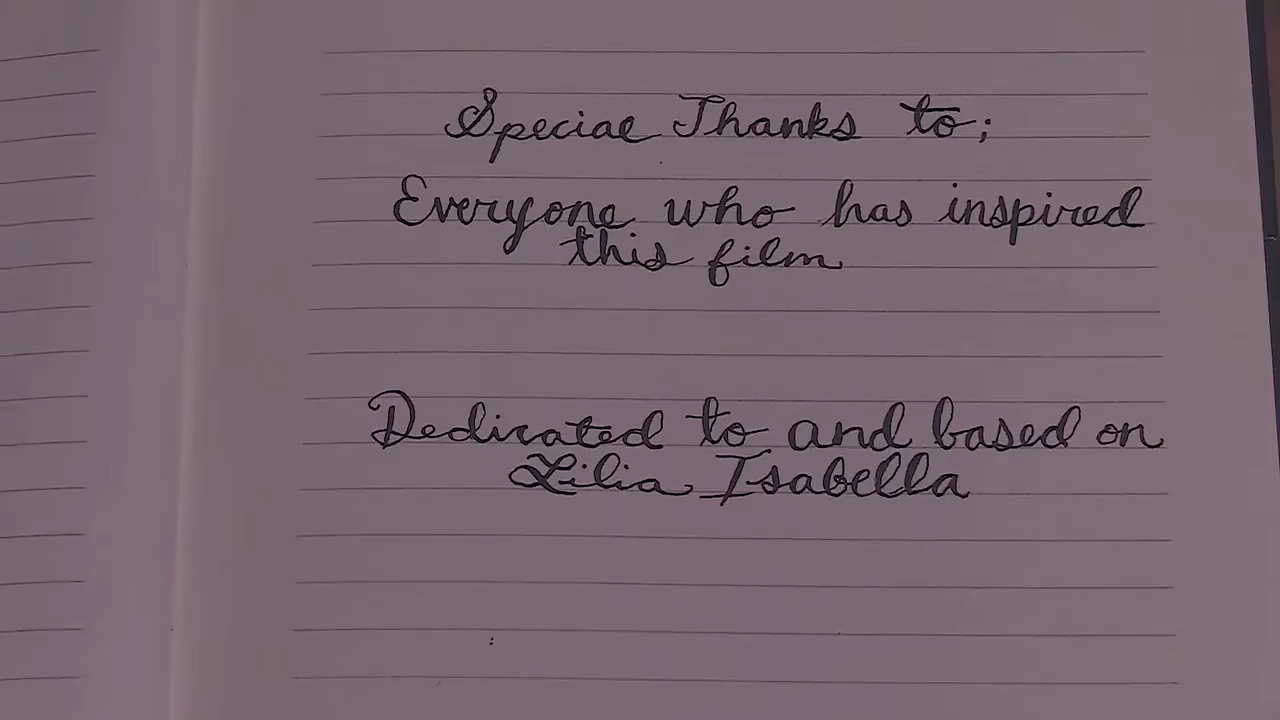 Special Thanks to;
Everyone who has inspired
this film
Dedicated to and based on
Lilia Isabella